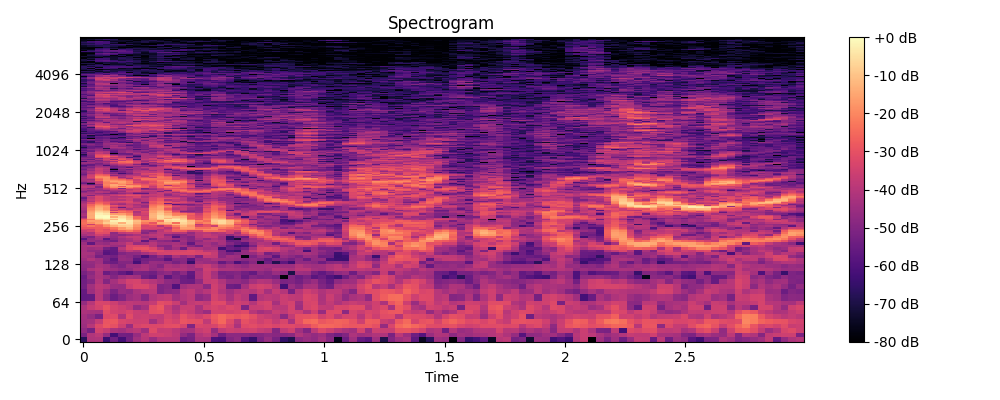 Spectrogram
Hz
4096
2048
1024
512
256
128
64
0
0
0.5
1
1.5
2
2.5
Time
+0 dB
-10 dB
-20 dB
-30 dB
-40 dB
-50 dB
-60 dB
-70 dB
-80 dB